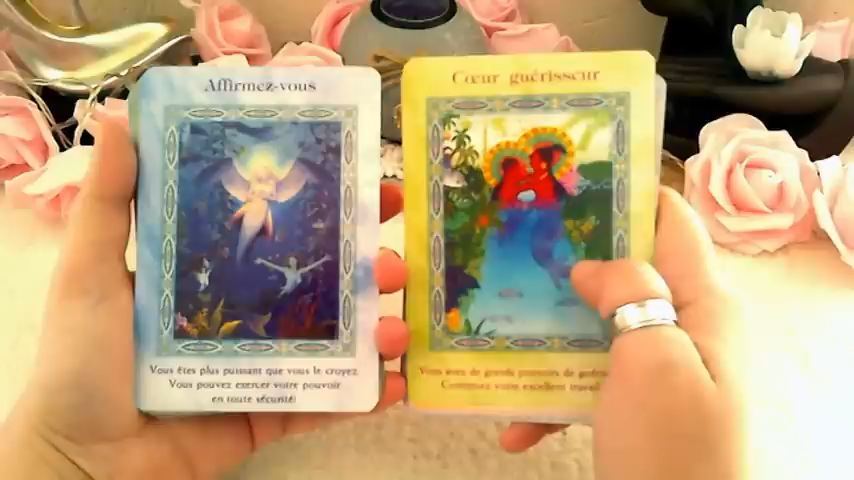 Affirmez-vous
Vous êtes plus puissant que vous le croyez.
Vous pouvez exercer votre pouvoir
en toute sécurité!
Cœur guérisseur
Vous avez de grands pouvoirs de
Continuez votre excellent travail